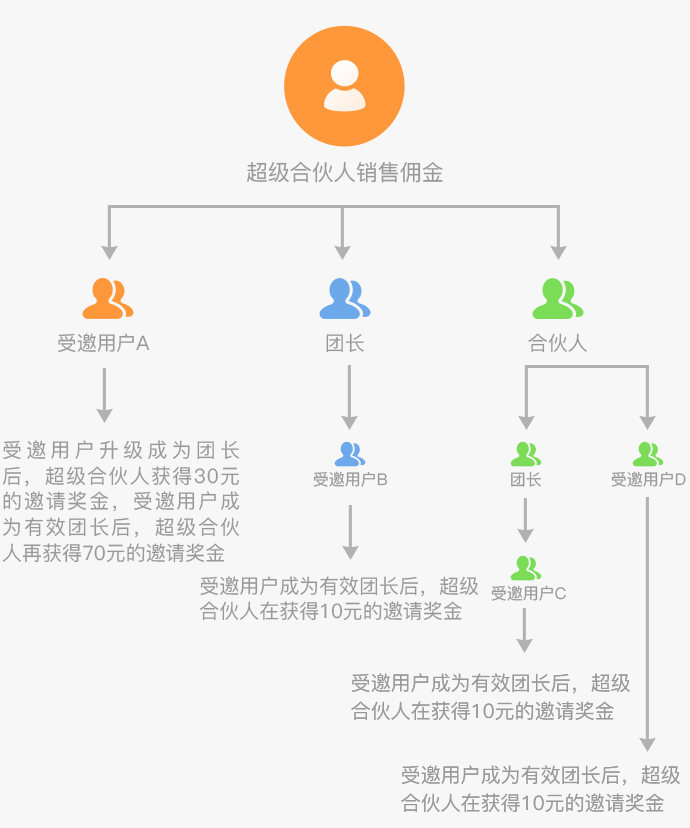 超级合伙人销售佣金
受邀用户A
团长
合伙人
受邀用户升级成为团长
后，超级合伙人获得30元
的邀请奖金，受邀用户成
为有效团长后，超级合伙
人再获得70元的邀请奖金
受邀用户B
受邀用户成为有效团长后，超级
合伙人在获得10元的邀请奖金
团长
受邀用户D
受邀用户C
受邀用户成为有效团长后，超级
合伙人在获得10元的邀请奖金
受邀用户成为有效团长后，超级
合伙人在获得10元的邀请奖金